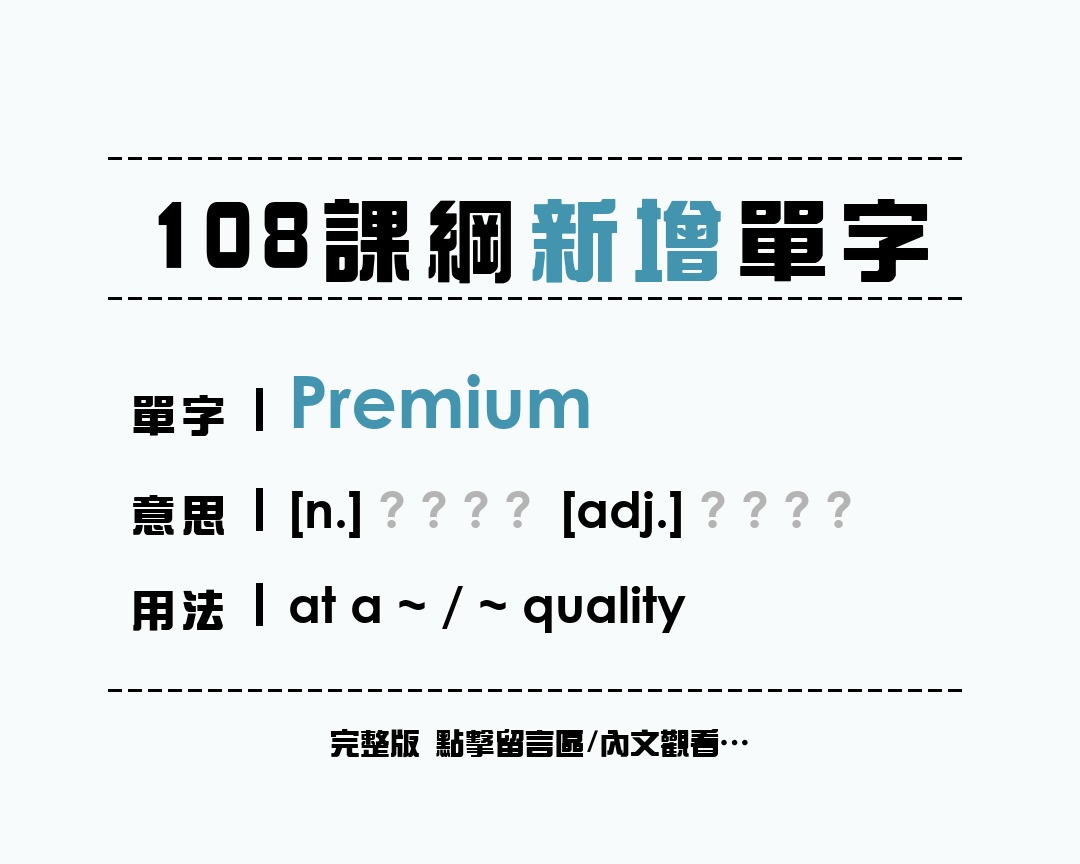 108課綱新增單字
單字 | Premium
意思 | [n.] ? ? ? ? [adj.] ? ? ? ?
用法 | at a ~ / ~ quality
完整版 點擊留言區/內文觀看…